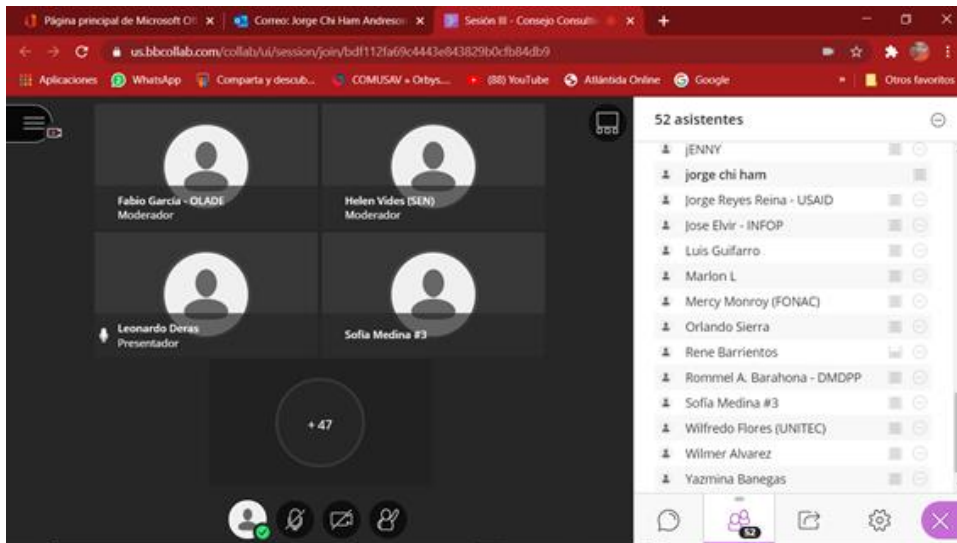 Página principal de Microsoft Of
Correo: Jorge Chi Ham Andreson
Sesión III - Consejo Consulti
us.bbcollab.com/collab/ui/session/join/bdf112fa69c4443e843829b0cfb84db9
Aplicaciones
WhatsApp
Comparta y descub...
COMUSAV » Orbys...
(88) YouTube
Atlántida Online
Google
Otros favoritos
52 asistentes
Fabio García - OLADE
Moderador
Helen Vides (SEN)
Moderador
Leonardo Deras
Presentador
Sofía Medina #3
+ 47
jENNY
jorge chi ham
Jorge Reyes Reina - USAID
Jose Elvir - INFOP
Luis Guifarro
Marlon L
Mercy Monroy (FONAC)
Orlando Sierra
Rene Barrientos
Rommel A. Barahona - DMDPP
Sofía Medina #3
Wilfredo Flores (UNITEC)
Wilmer Alvarez
Yazmina Banegas
52